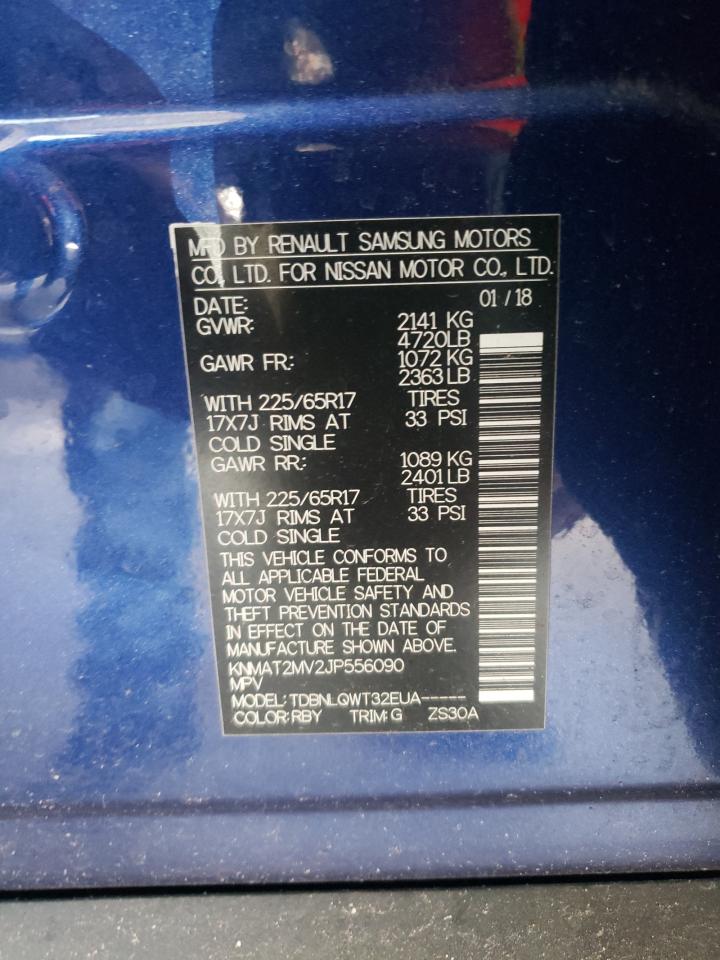 MFD BY RENAULT SAMSUNG MOTORS
CO., LTD. FOR NISSAN MOTOR CO., LTD.
DATE: 01 / 18
GVWR: 2141 KG
4720LB
GAWR FR.: 1072 KG
2363 LB
WITH 225/65R17 TIRES
17X7J RIMS AT 33 PSI
COLD SINGLE
GAWR RR.: 1089 KG
2401 LB
WITH 225/65R17 TIRES
17X7J RIMS AT 33 PSI
COLD SINGLE
THIS VEHICLE CONFORMS TO
ALL APPLICABLE FEDERAL
MOTOR VEHICLE SAFETY AND
THEFT PREVENTION STANDARDS
IN EFFECT ON THE DATE OF
MANUFACTURE SHOWN ABOVE.
KNMAT2MV2JP556090
MPV
MODEL: TDBNLQWT32EUA-----
COLOR: RBY TRIM: G ZS30A